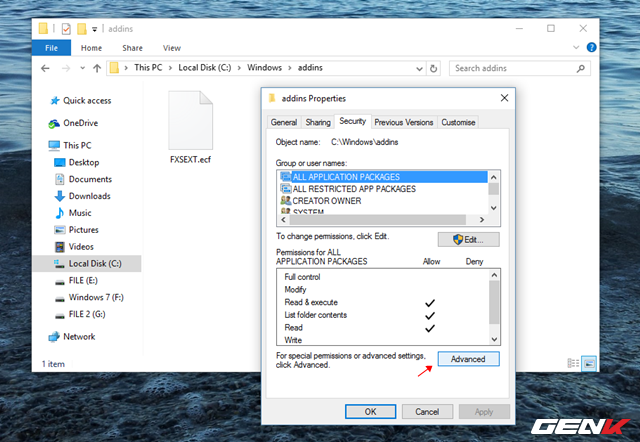 addins
File Home Share View
This PC Local Disk (C:) Windows addins
Search addins
Quick access
OneDrive
This PC
Desktop
Documents
Downloads
Music
Pictures
Videos
Local Disk (C:)
FILE (E:)
Windows 7 (F:)
FILE 2 (G:)
Network
1 item
FXSEXT.ecf
addins Properties
General Sharing Security Previous Versions Customise
Object name: C:\Windows\addins
Group or user names:
ALL APPLICATION PACKAGES
ALL RESTRICTED APP PACKAGES
CREATOR OWNER
SYSTEM
To change permissions, click Edit.
Edit...
Permissions for ALL
APPLICATION PACKAGES Allow Deny
Full control
Modify
Read & execute
List folder contents
Read
Write
For special permissions or advanced settings,
click Advanced.
Advanced
OK Cancel Apply
GENK